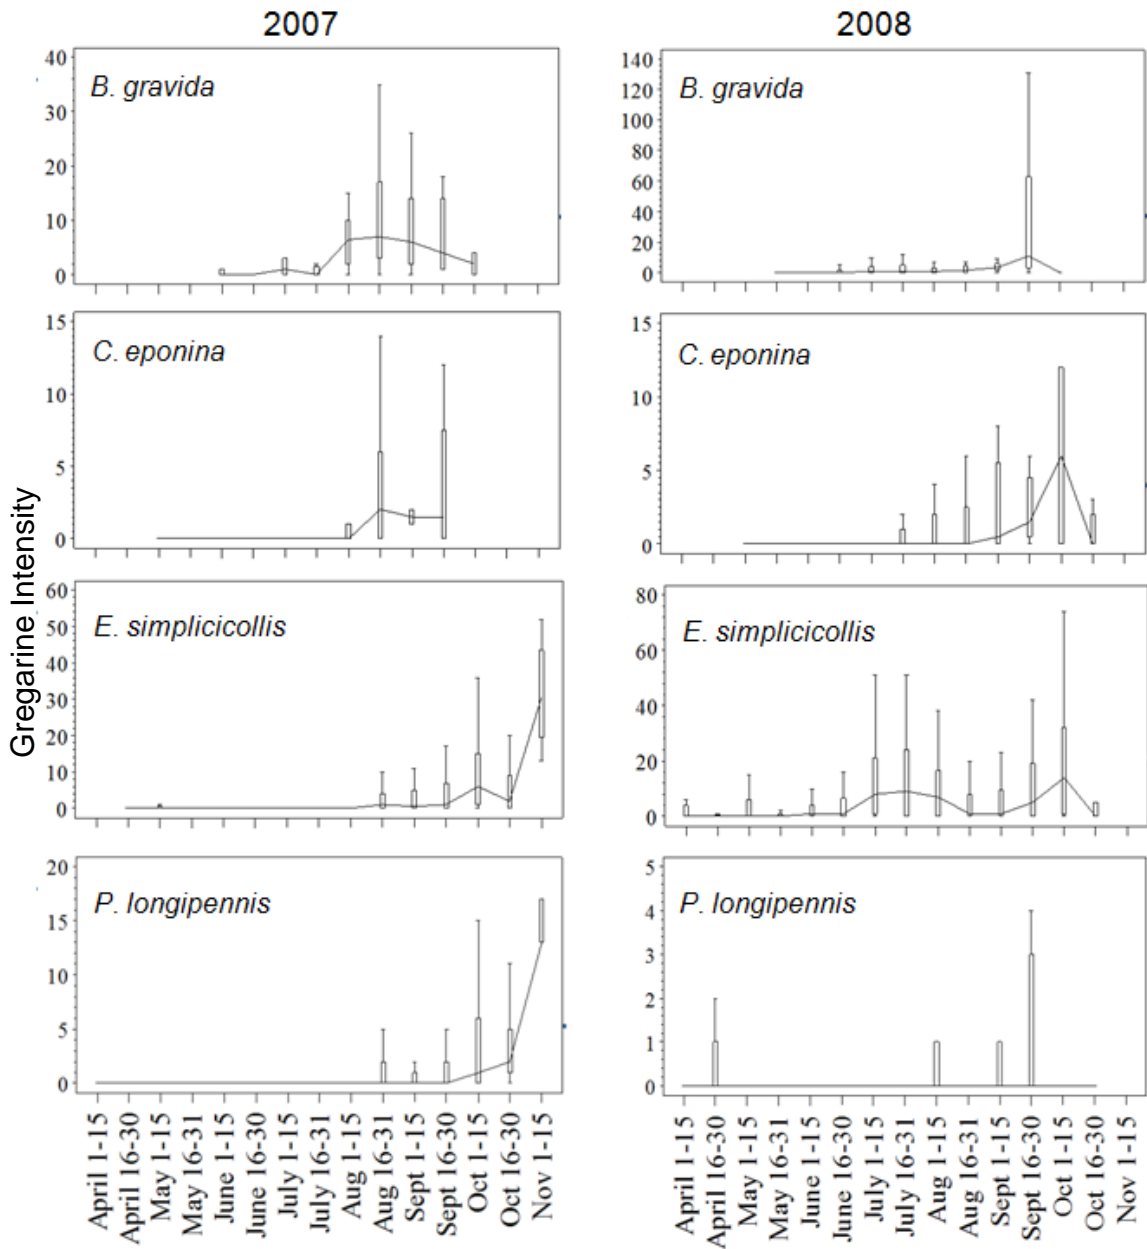 2007
2008
Gregarine Intensity
B. gravida
40
30
20
10
0
B. gravida
140
120
100
80
60
40
20
0
C. eponina
15
10
5
0
C. eponina
15
10
5
0
E. simplicicollis
60
50
40
30
20
10
0
E. simplicicollis
80
60
40
20
0
P. longipennis
20
15
10
5
0
P. longipennis
5
4
3
2
1
0
April 1-15
April 16-30
May 1-15
May 16-31
June 1-15
June 16-30
July 1-15
July 16-31
Aug 1-15
Aug 16-31
Sept 1-15
Sept 16-30
Oct 1-15
Oct 16-30
Nov 1-15
April 1-15
April 16-30
May 1-15
May 16-31
June 1-15
June 16-30
July 1-15
July 16-31
Aug 1-15
Aug 16-31
Sept 1-15
Sept 16-30
Oct 1-15
Oct 16-30
Nov 1-15